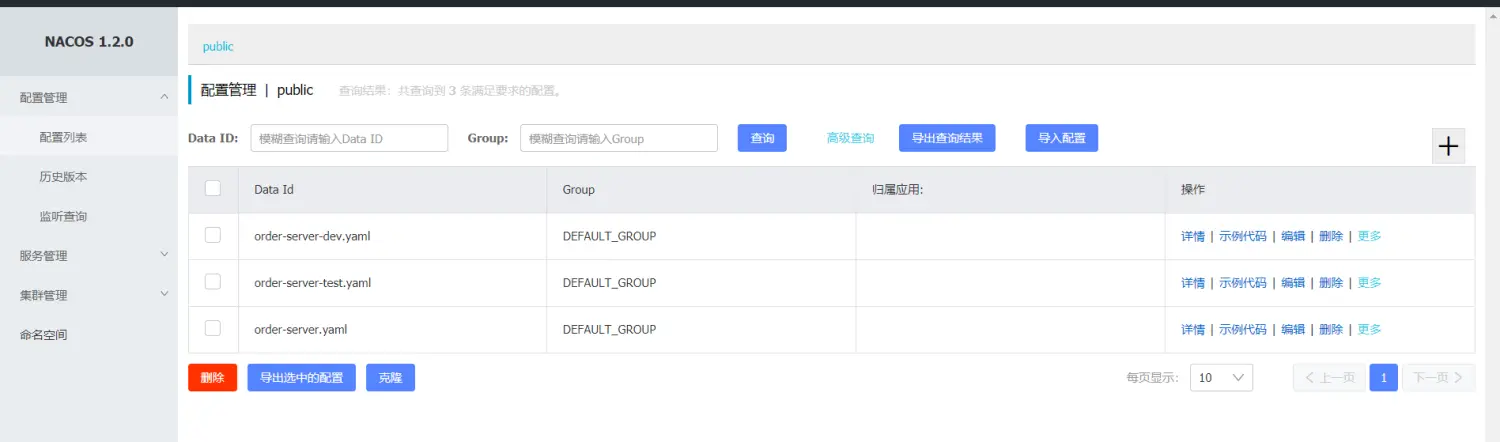 NACOS 1.2.0
配置管理
配置列表
历史版本
监听查询
服务管理
集群管理
命名空间
public
配置管理 | public 查询结果：共查询到 3 条满足要求的配置。
Data ID: 模糊查询请输入Data ID Group: 模糊查询请输入Group 查询 高级查询 导出查询结果 导入配置
Data Id Group 归属应用: 操作
order-server-dev.yaml DEFAULT_GROUP 详情 | 示例代码 | 编辑 | 删除 | 更多
order-server-test.yaml DEFAULT_GROUP 详情 | 示例代码 | 编辑 | 删除 | 更多
order-server.yaml DEFAULT_GROUP 详情 | 示例代码 | 编辑 | 删除 | 更多
删除 导出选中的配置 克隆 每页显示: 10 上一页 1 下一页